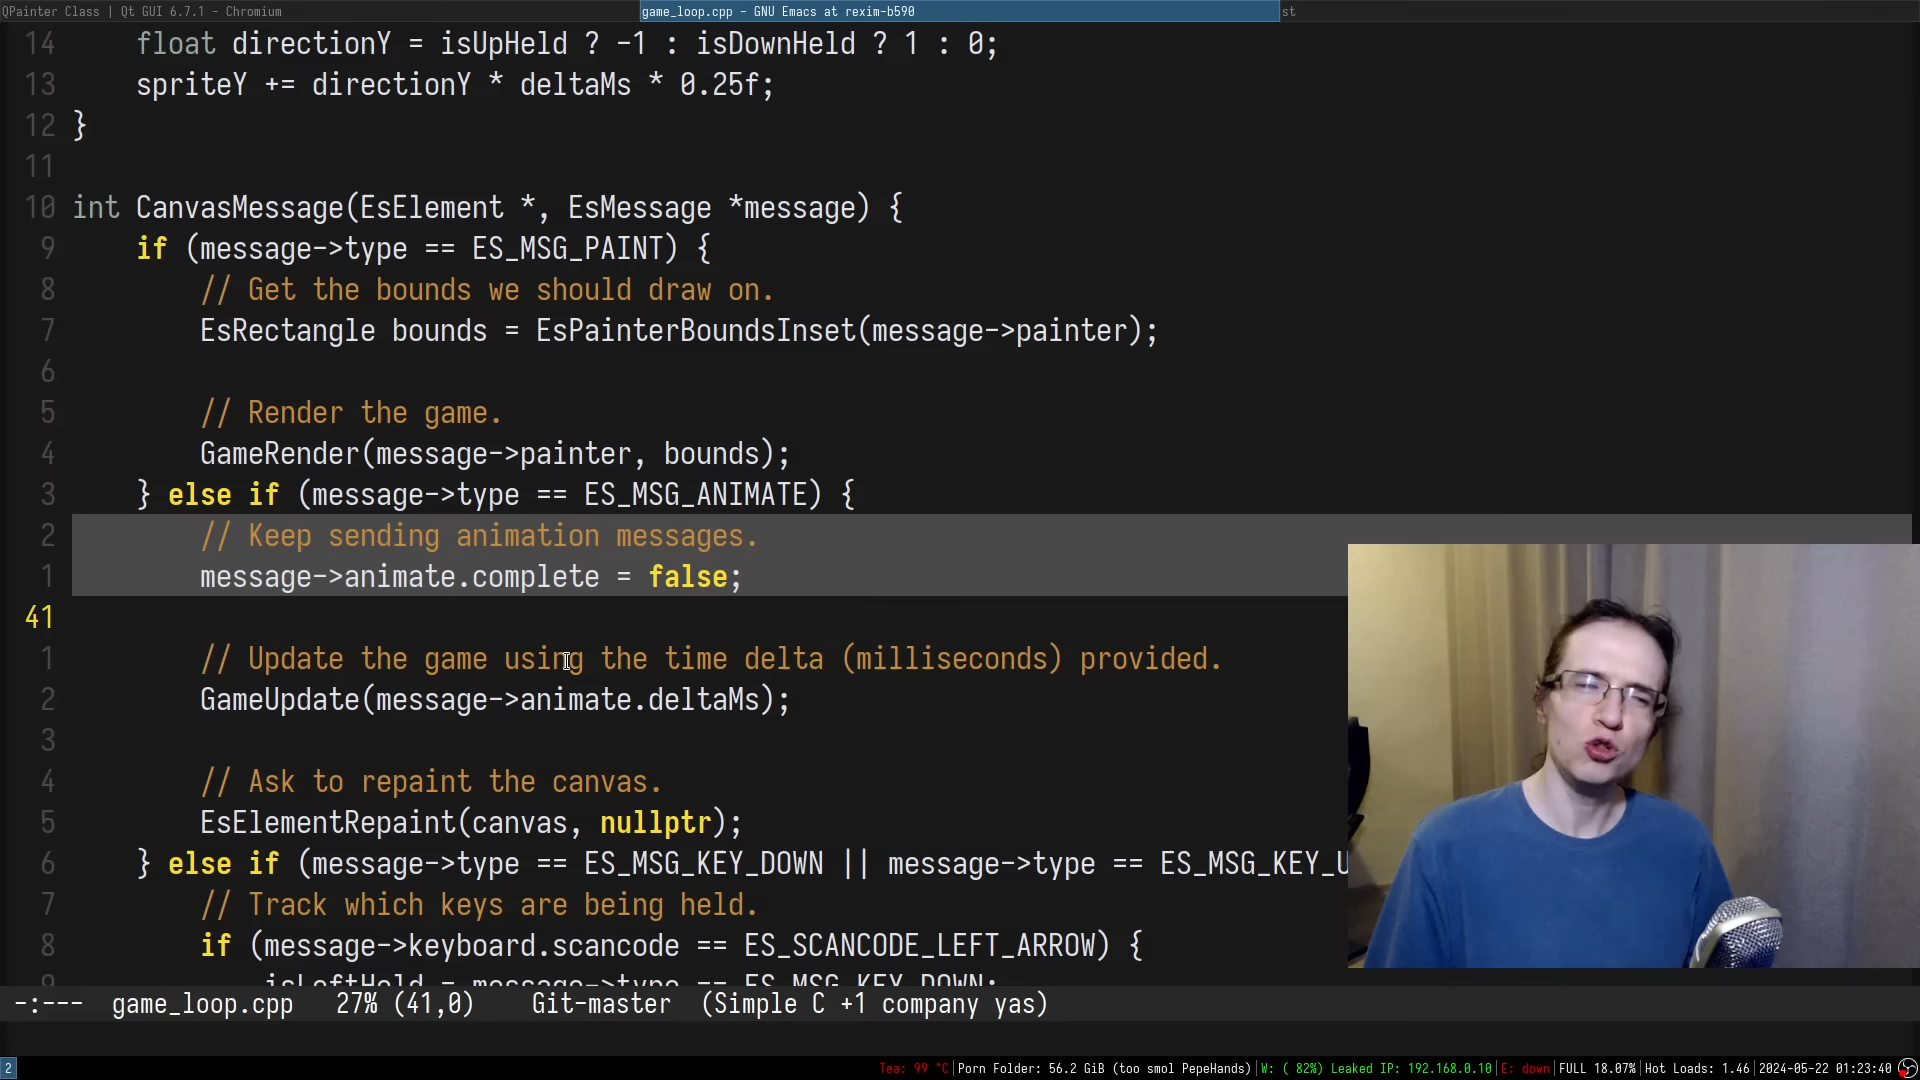 QPainter Class | Qt GUI 6.7.1 - Chromium
game_loop.cpp - GNU Emacs at rexim-b590
st
14 float directionY = isUpHeld ? -1 : isDownHeld ? 1 : 0;
13 spriteY += directionY * deltaMs * 0.25f;
12 }
11
10 int CanvasMessage(EsElement *, EsMessage *message) {
9 if (message->type == ES_MSG_PAINT) {
8 // Get the bounds we should draw on.
7 EsRectangle bounds = EsPainterBoundsInset(message->painter);
6
5 // Render the game.
4 GameRender(message->painter, bounds);
3 } else if (message->type == ES_MSG_ANIMATE) {
2 // Keep sending animation messages.
1 message->animate.complete = false;
41
1 // Update the game using the time delta (milliseconds) provided.
2 GameUpdate(message->animate.deltaMs);
3
4 // Ask to repaint the canvas.
5 EsElementRepaint(canvas, nullptr);
6 } else if (message->type == ES_MSG_KEY_DOWN || message->type == ES_MSG_KEY_U
7 // Track which keys are being held.
8 if (message->keyboard.scancode == ES_SCANCODE_LEFT_ARROW) {
9 isLeftHeld = message->type == ES_MSG_KEY_DOWN;
-:--- game_loop.cpp 27% (41,0) Git-master (Simple C +1 company yas)
2 Tea: 99 °C|Porn Folder: 56.2 GiB (too smol PepeHands)|W: ( 82%) Leaked IP: 192.168.0.10|E: down|FULL 18.07%|Hot Loads: 1.46|2024-05-22 01:23:40